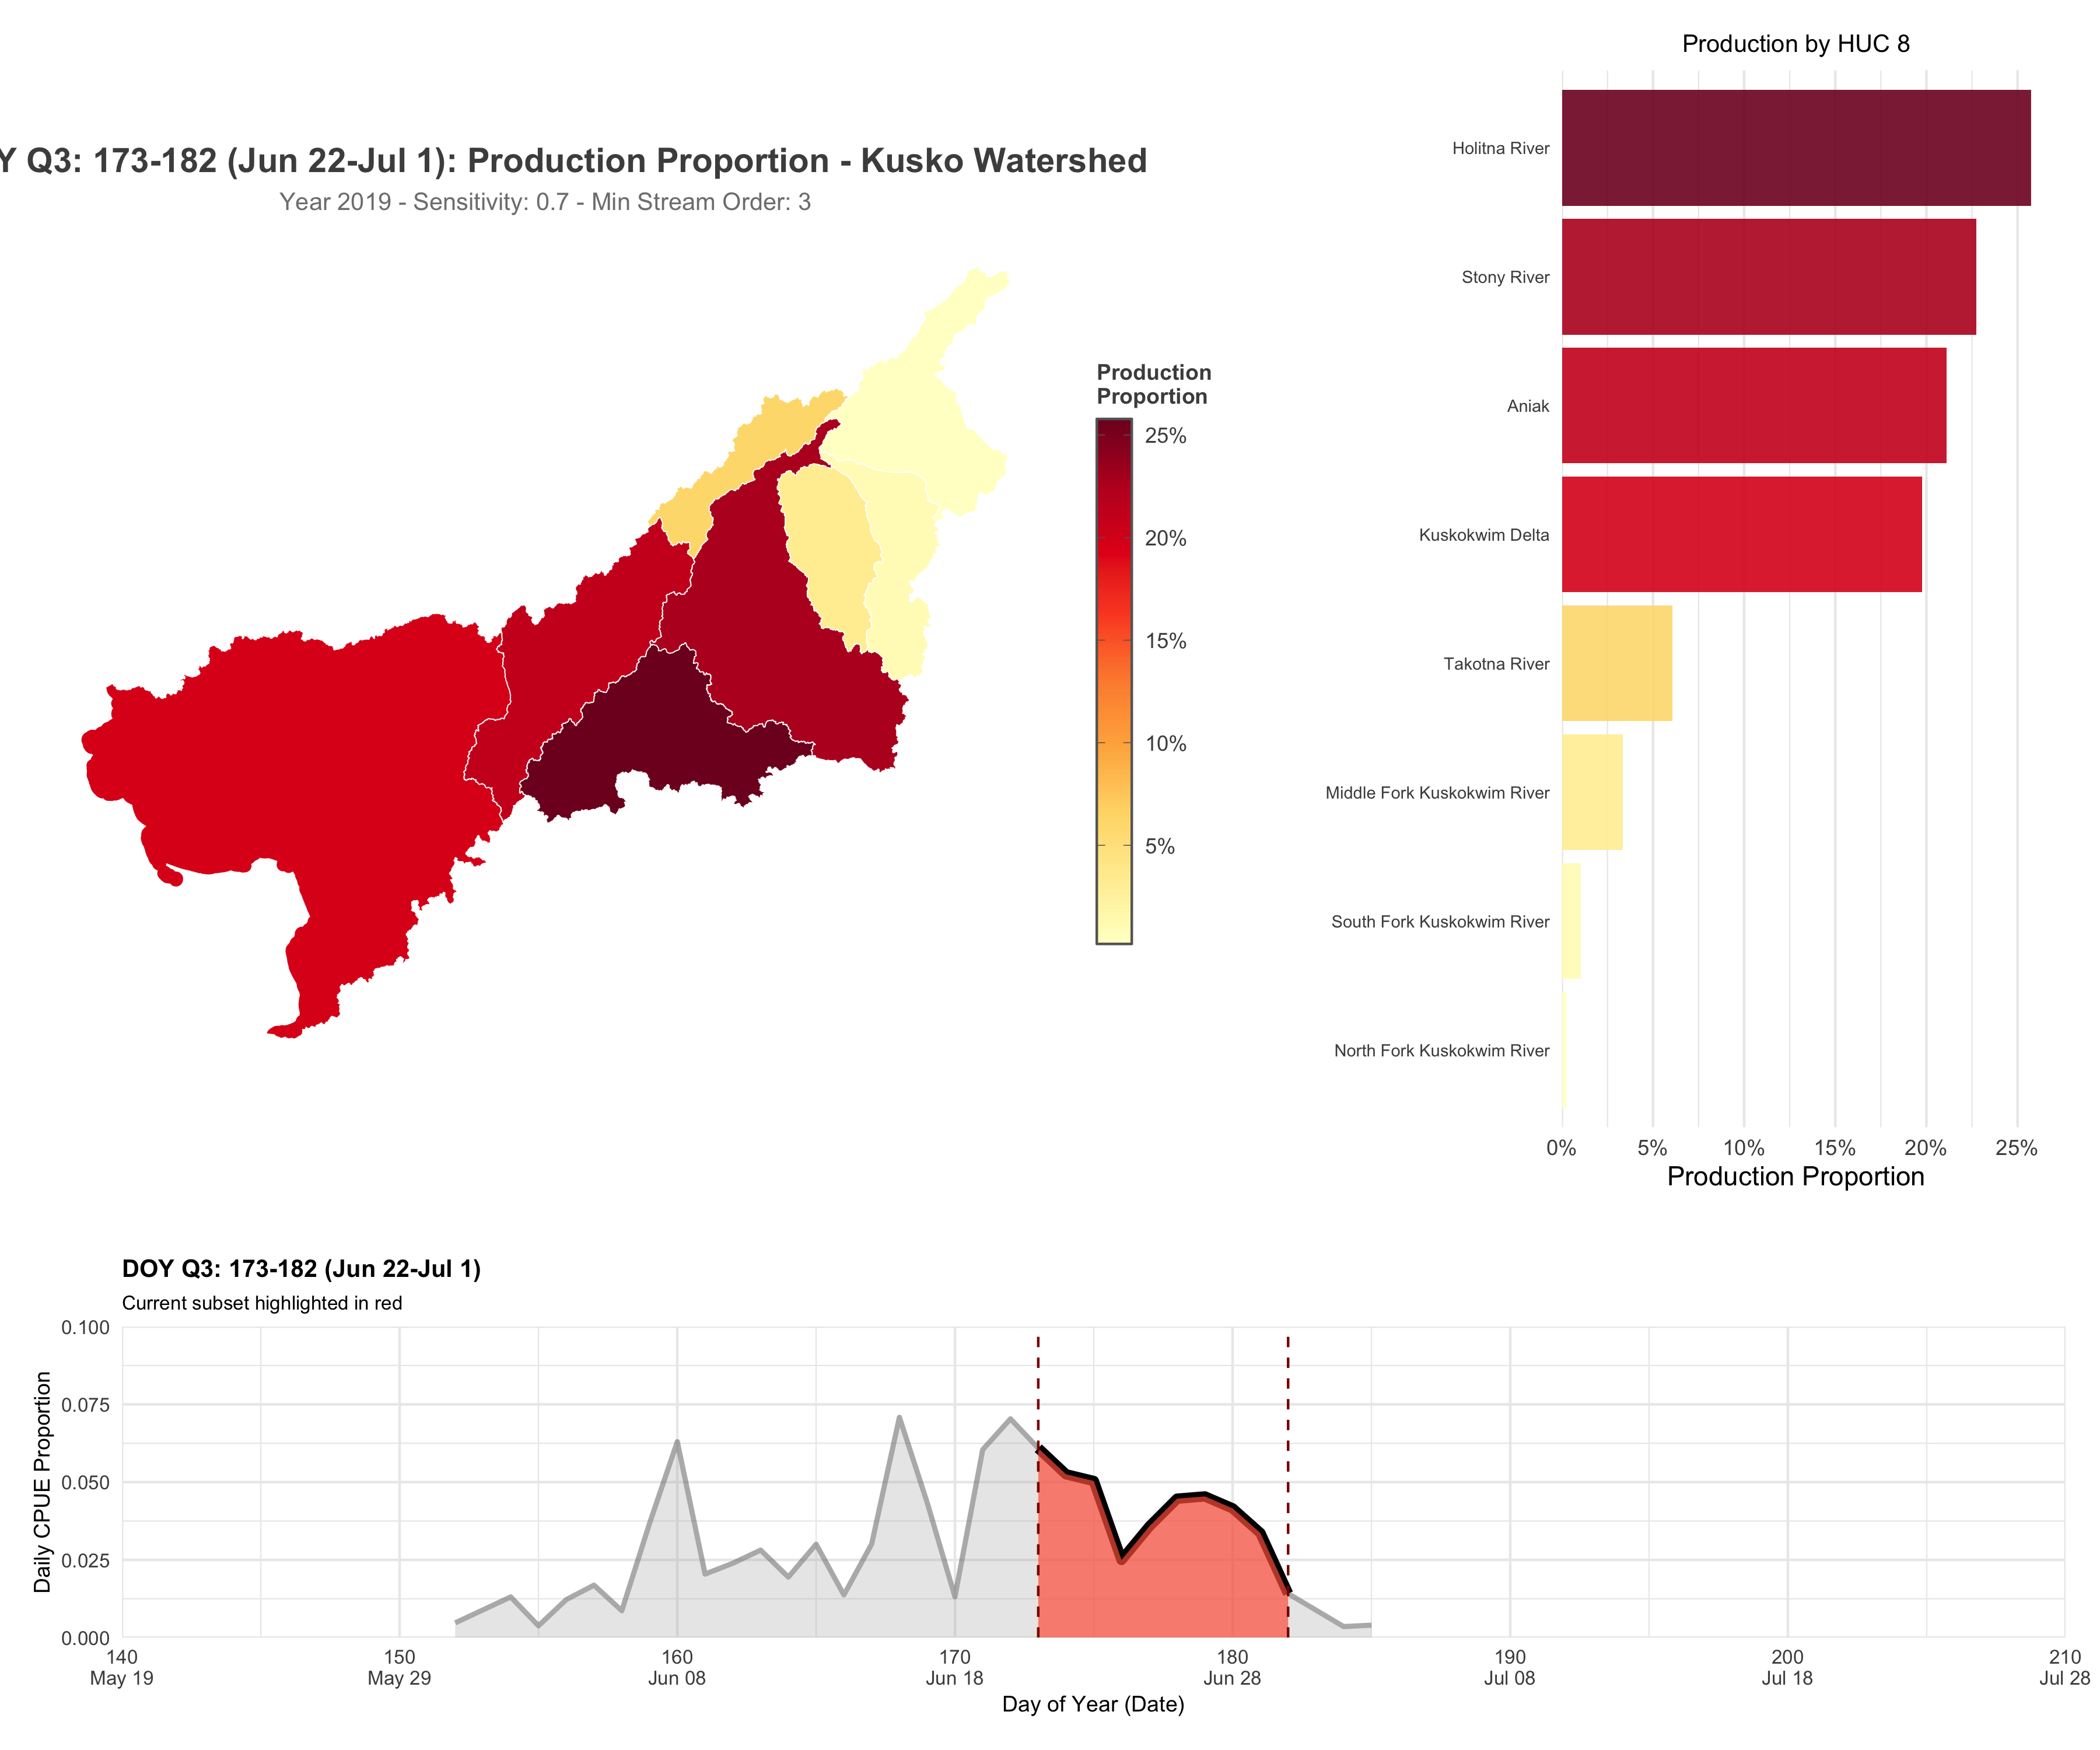 Y Q3: 173-182 (Jun 22-Jul 1): Production Proportion - Kusko Watershed
Year 2019 - Sensitivity: 0.7 - Min Stream Order: 3
Production
Proportion
25%
20%
15%
10%
5%
Production by HUC 8
Holitna River
Stony River
Aniak
Kuskokwim Delta
Takotna River
Middle Fork Kuskokwim River
South Fork Kuskokwim River
North Fork Kuskokwim River
0% 5% 10% 15% 20% 25%
Production Proportion
DOY Q3: 173-182 (Jun 22-Jul 1)
Current subset highlighted in red
Daily CPUE Proportion
0.100
0.075
0.050
0.025
0.000
140 150 160 170 180 190 200 210
May 19 May 29 Jun 08 Jun 18 Jun 28 Jul 08 Jul 18 Jul 28
Day of Year (Date)